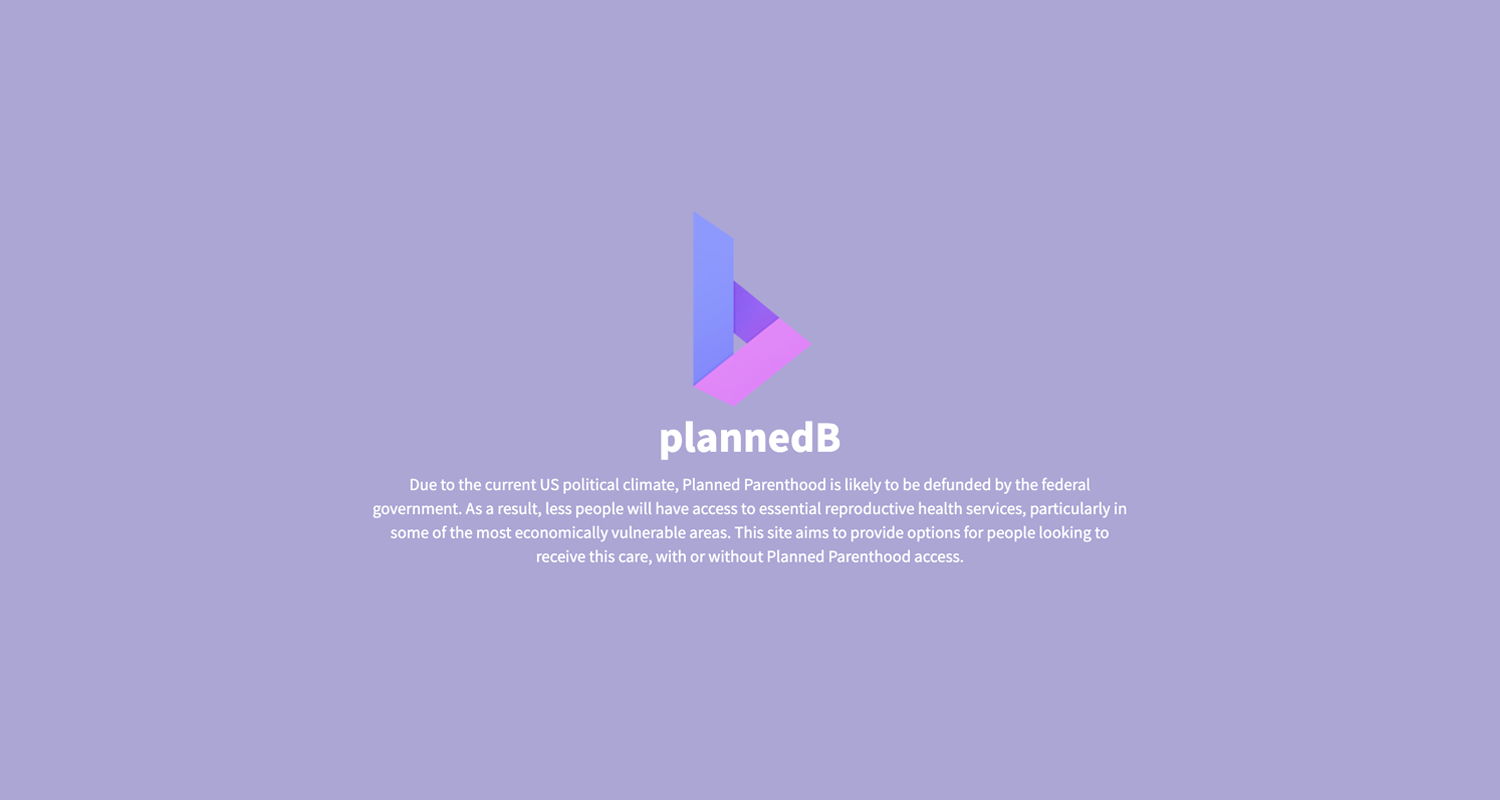 plannedB
Due to the current US political climate, Planned Parenthood is likely to be defunded by the federal
government. As a result, less people will have access to essential reproductive health services, particularly in
some of the most economically vulnerable areas. This site aims to provide options for people looking to
receive this care, with or without Planned Parenthood access.